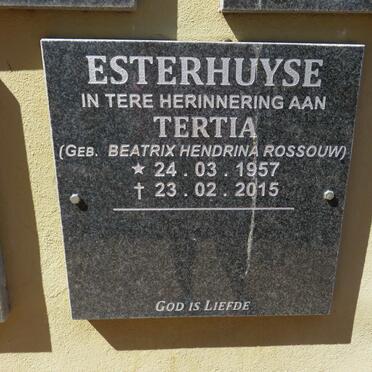 ESTERHUYSE
IN TERE HERINNERING AAN
TERTIA
(GEB. BEATRIX HENDRINA ROSSOUW)
★ 24 . 03 . 1957
† 23 . 02 . 2015
GOD IS LIEFDE